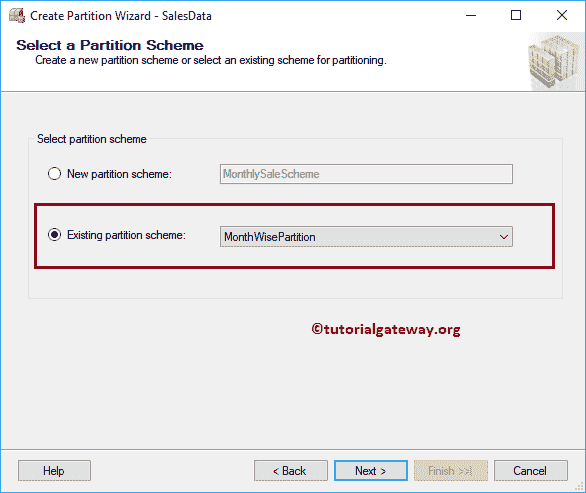 Create Partition Wizard - SalesData
Select a Partition Scheme
Create a new partition scheme or select an existing scheme for partitioning.
Select partition scheme
New partition scheme: MonthlySaleScheme
Existing partition scheme: MonthWisePartition
©tutorialgateway.org
Help < Back Next > Finish >>| Cancel